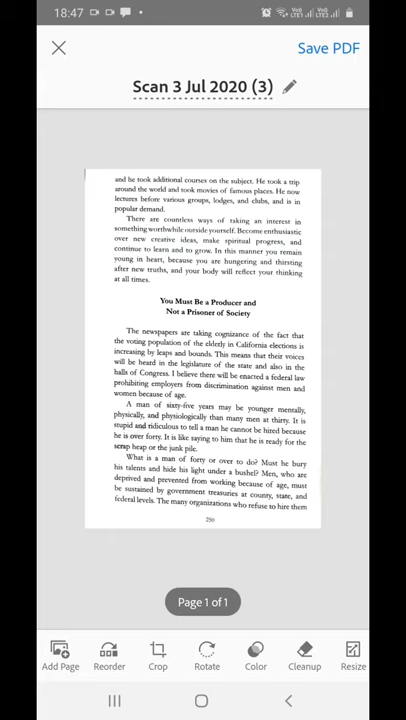 18:47
Save PDF
Scan 3 Jul 2020 (3)
and he took additional courses on the subject. He took a trip
around the world and took movies of famous places. He now
lectures before various groups, lodges, and clubs, and is in
popular demand.
There are countless ways of taking an interest in
something worthwhile outside yourself. Become enthusiastic
over new creative ideas, make spiritual progress, and
continue to learn and to grow. In this manner you remain
young in heart, because you are hungering and thirsting
after new truths, and your body will reflect your thinking
at all times.
You Must Be a Producer and
Not a Prisoner of Society
The newspapers are taking cognizance of the fact that
the voting population of the elderly in California elections is
increasing by leaps and bounds. This means that their voices
will be heard in the legislature of the state and also in the
halls of Congress. I believe there will be enacted a federal law
prohibiting employers from discrimination against men and
women because of age.
A man of sixty-five years may be younger mentally,
physically, and physiologically than many men at thirty. It is
stupid and ridiculous to tell a man he cannot be hired because
he is over forty. It is like saying to him that he is ready for the
scrap heap or the junk pile.
What is a man of forty or over to do? Must he bury
his talents and hide his light under a bushel? Men, who are
deprived and prevented from working because of age, must
be sustained by government treasuries at county, state, and
federal levels. The many organizations who refuse to hire them
250
Page 1 of 1
Add Page
Reorder
Crop
Rotate
Color
Cleanup
Resize